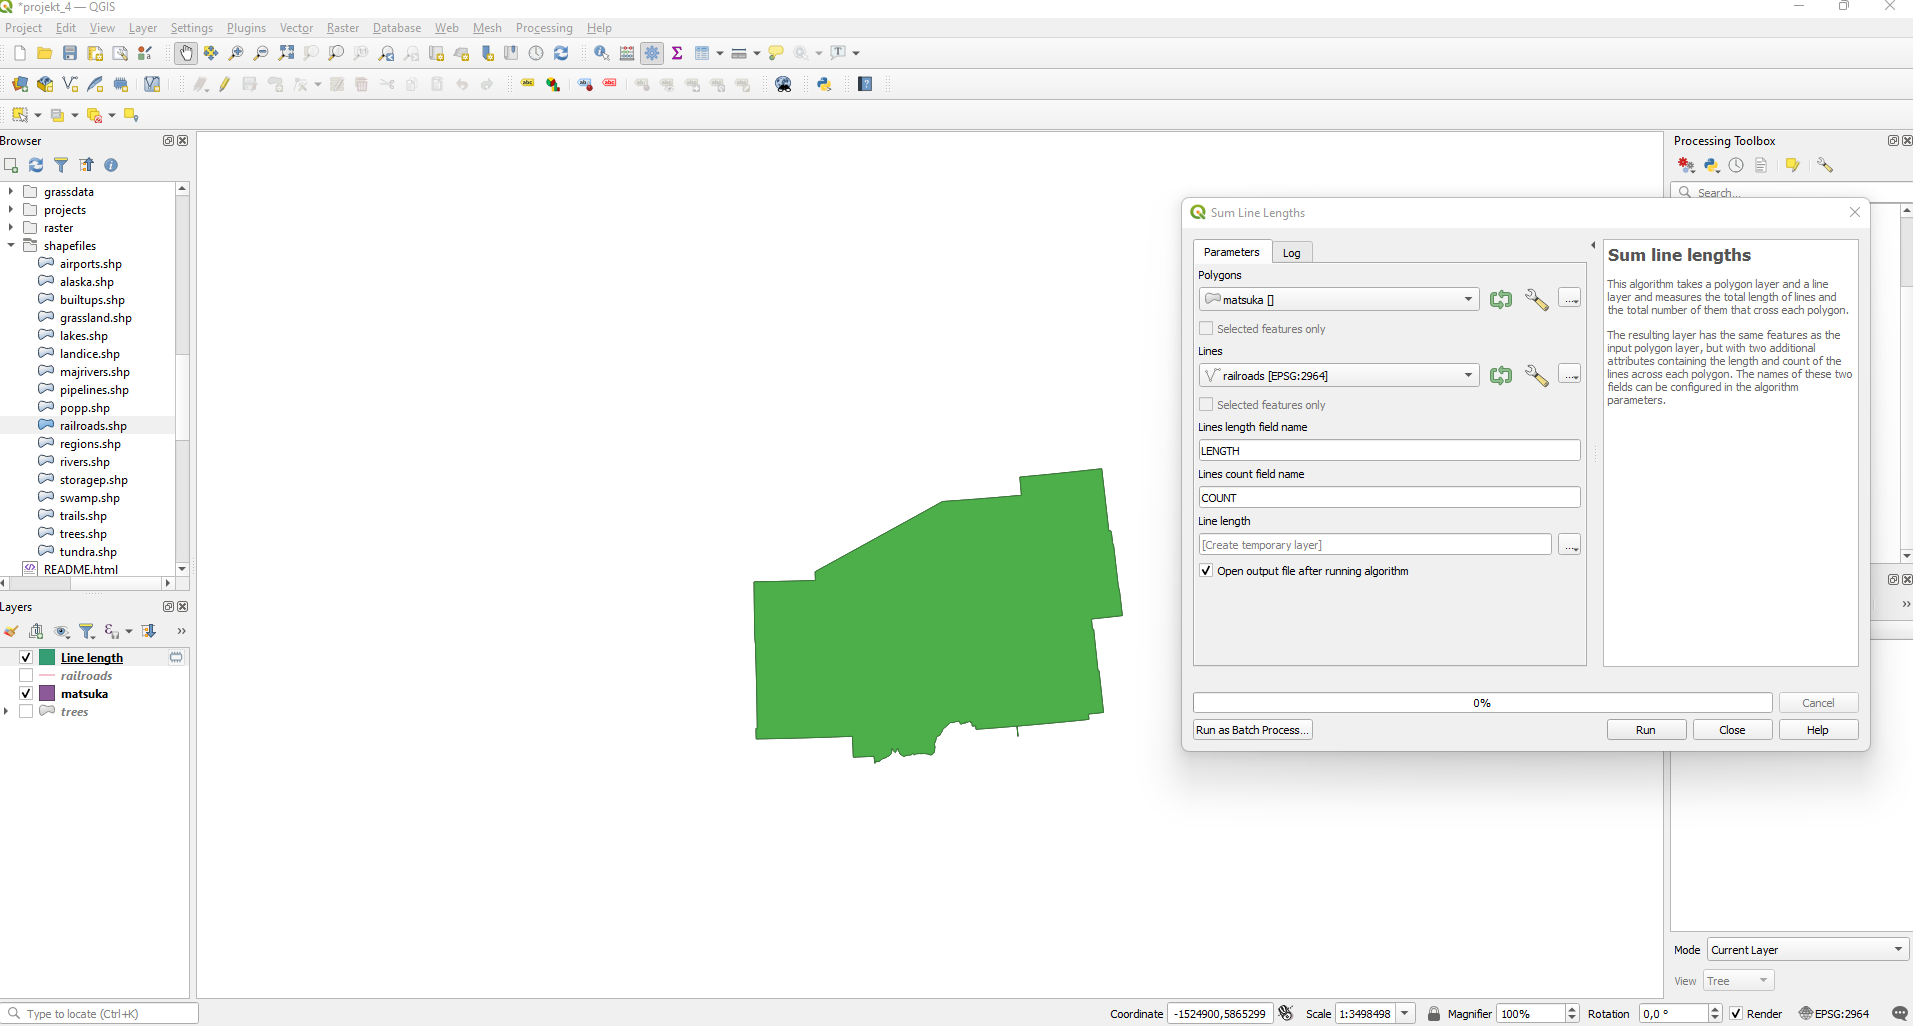 *projekt_4 — QGIS
Project Edit View Layer Settings Plugins Vector Raster Database Web Mesh Processing Help
Browser
grassdata
projects
raster
shapefiles
airports.shp
alaska.shp
builtups.shp
grassland.shp
lakes.shp
landice.shp
majrivers.shp
pipelines.shp
popp.shp
railroads.shp
regions.shp
rivers.shp
storagep.shp
swamp.shp
trails.shp
trees.shp
tundra.shp
README.html
Layers
Line length
railroads
matsuka
trees
Processing Toolbox
Search...
Sum Line Lengths
Parameters Log
Polygons
matsuka []
Selected features only
Lines
railroads [EPSG:2964]
Selected features only
Lines length field name
LENGTH
Lines count field name
COUNT
Line length
[Create temporary layer]
Open output file after running algorithm
Sum line lengths
This algorithm takes a polygon layer and a line
layer and measures the total length of lines and
the total number of them that cross each polygon.
The resulting layer has the same features as the
input polygon layer, but with two additional
attributes containing the length and count of the
lines across each polygon. The names of these two
fields can be configured in the algorithm
parameters.
0% Cancel
Run as Batch Process... Run Close Help
Mode Current Layer
View Tree
Type to locate (Ctrl+K) Coordinate -1524900,5865299 Scale 1:3498498 Magnifier 100% Rotation 0,0 ° Render EPSG:2964